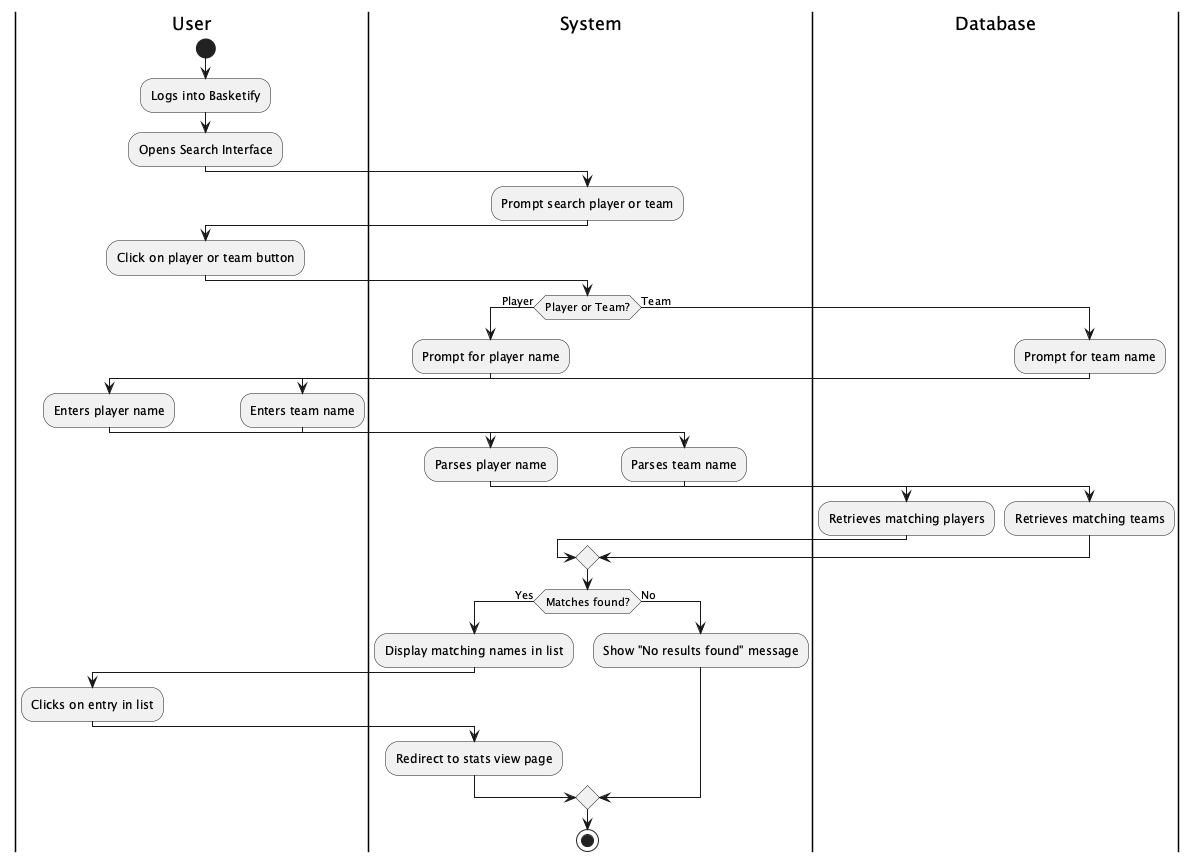 User
System
Database
Logs into Basketify
Opens Search Interface
Prompt search player or team
Click on player or team button
Player
Player or Team?
Team
Prompt for player name
Prompt for team name
Enters player name
Enters team name
Parses player name
Parses team name
Retrieves matching players
Retrieves matching teams
Yes
Matches found?
No
Display matching names in list
Show "No results found" message
Clicks on entry in list
Redirect to stats view page